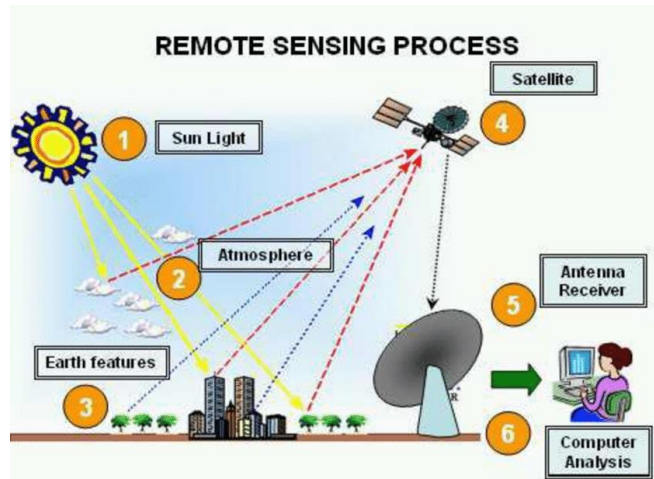 REMOTE SENSING PROCESS
Satellite
1
Sun Light
4
Atmosphere
2
Antenna
Receiver
5
Earth features
3
R
6
Computer
Analysis